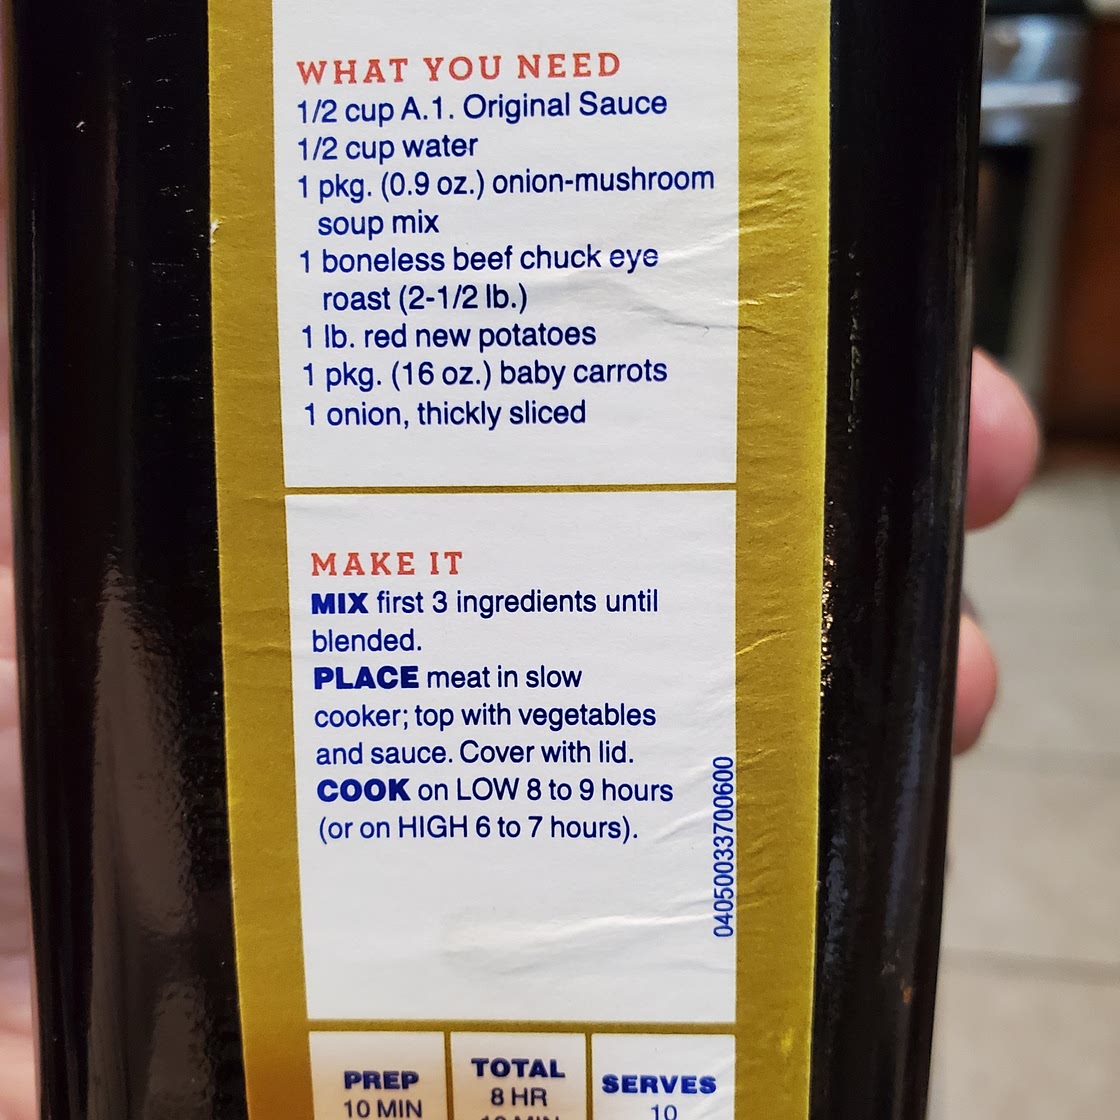 WHAT YOU NEED
1/2 cup A.1. Original Sauce
1/2 cup water
1 pkg. (0.9 oz.) onion-mushroom
soup mix
1 boneless beef chuck eye
roast (2-1/2 lb.)
1 lb. red new potatoes
1 pkg. (16 oz.) baby carrots
1 onion, thickly sliced
MAKE IT
MIX first 3 ingredients until
blended.
PLACE meat in slow
cooker; top with vegetables
and sauce. Cover with lid.
COOK on LOW 8 to 9 hours
(or on HIGH 6 to 7 hours).
0405003370600
PREP
10 MIN
TOTAL
8 HR
10 MIN
SERVES
10